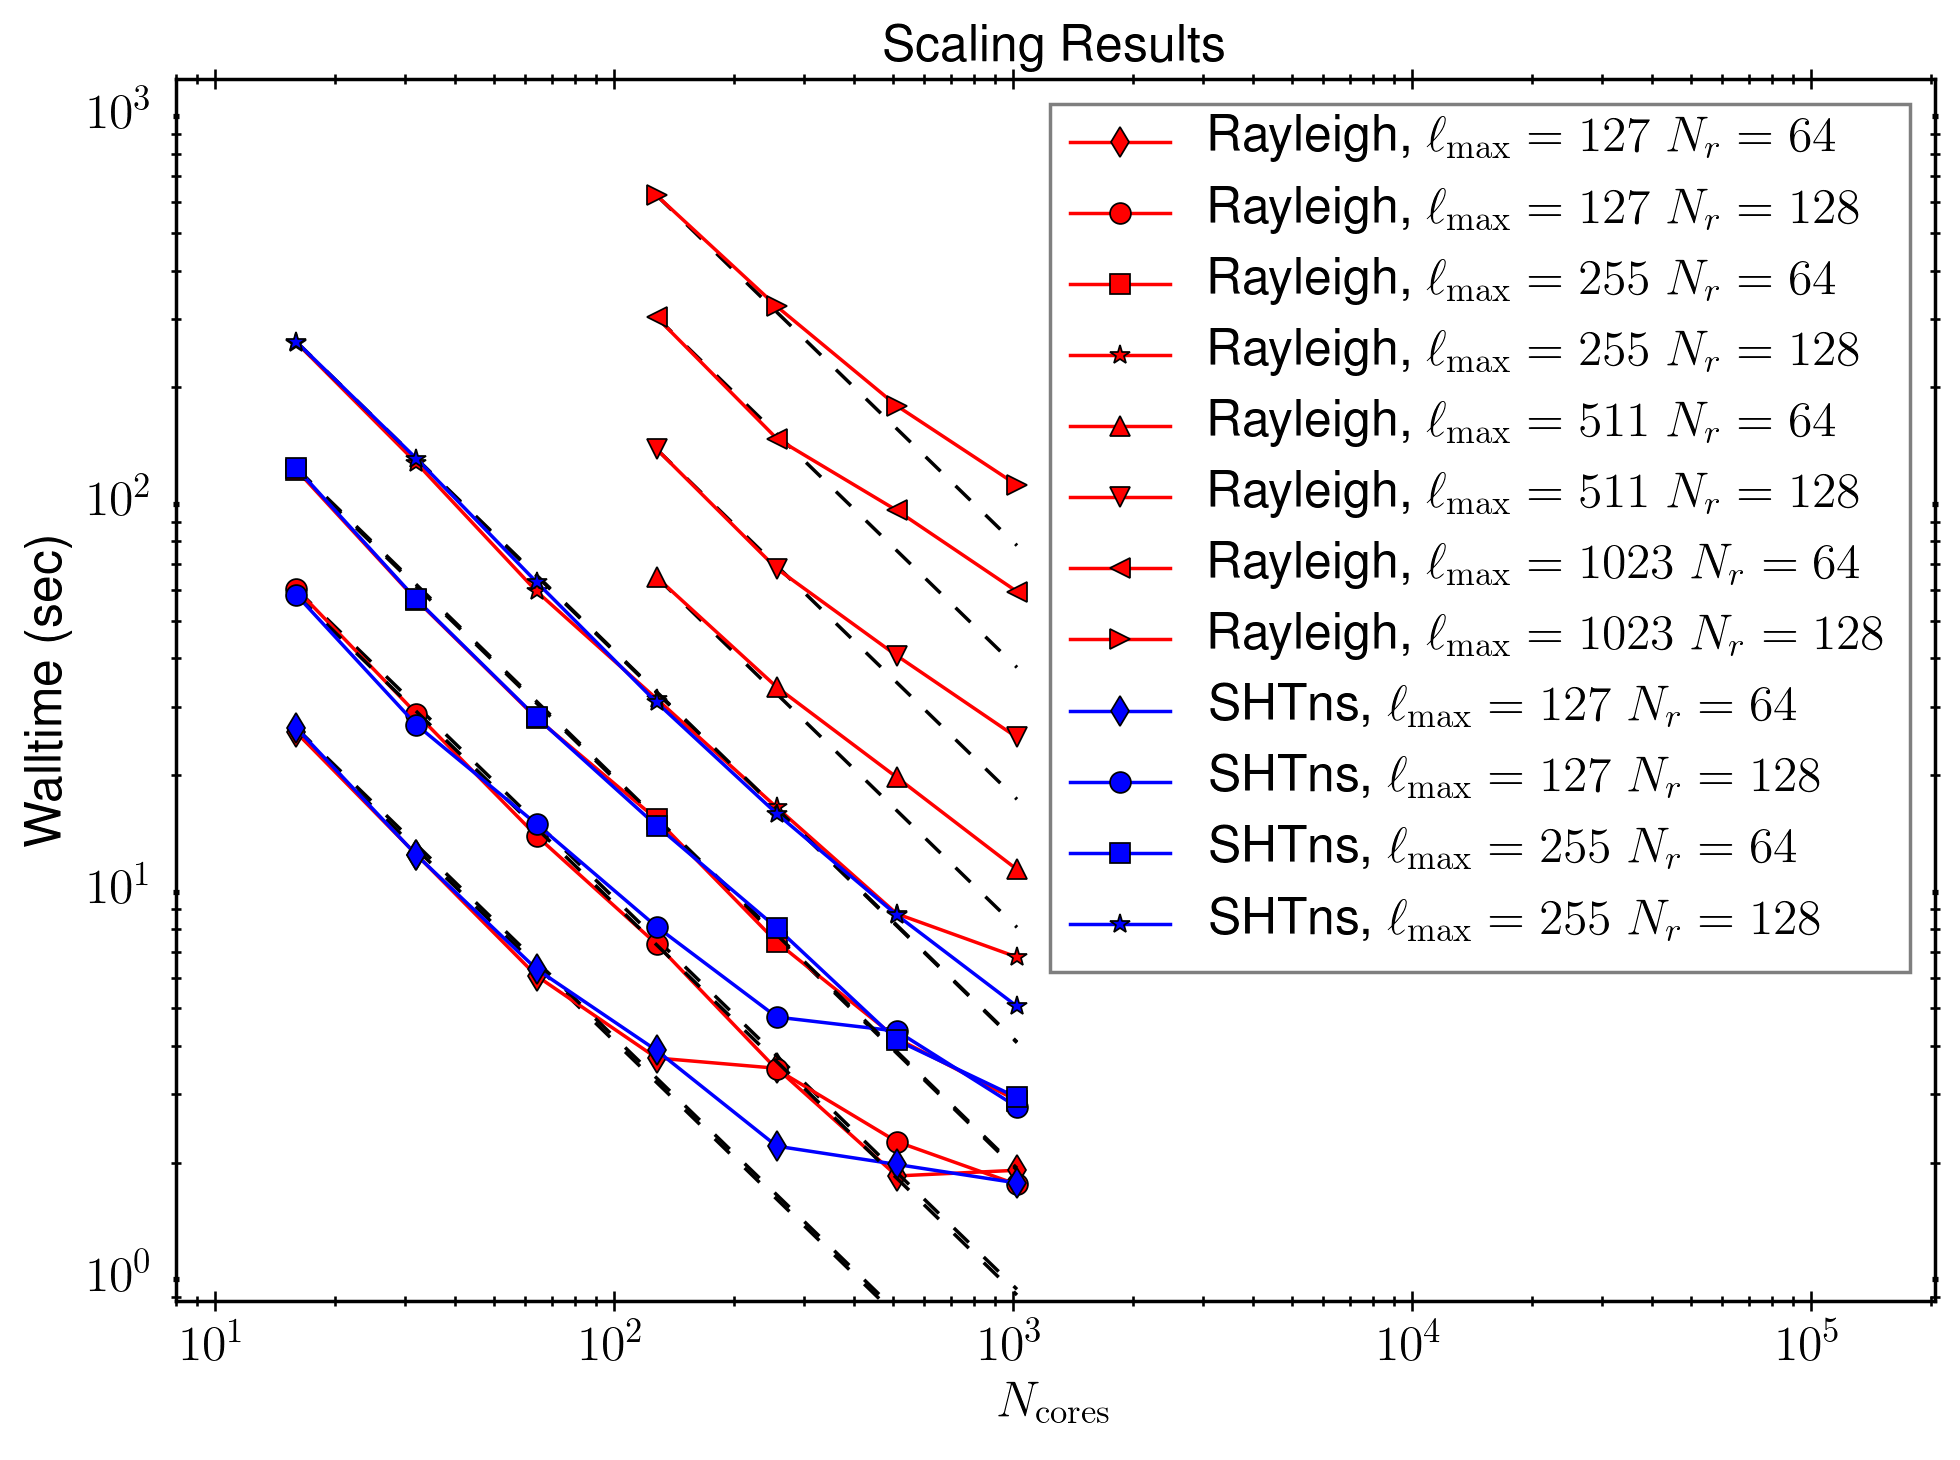 Scaling Results
10³
10²
10¹
10⁰
Walltime (sec)
Rayleigh, ℓmax = 127 Nr = 64
Rayleigh, ℓmax = 127 Nr = 128
Rayleigh, ℓmax = 255 Nr = 64
Rayleigh, ℓmax = 255 Nr = 128
Rayleigh, ℓmax = 511 Nr = 64
Rayleigh, ℓmax = 511 Nr = 128
Rayleigh, ℓmax = 1023 Nr = 64
Rayleigh, ℓmax = 1023 Nr = 128
SHTns, ℓmax = 127 Nr = 64
SHTns, ℓmax = 127 Nr = 128
SHTns, ℓmax = 255 Nr = 64
SHTns, ℓmax = 255 Nr = 128
10¹ 10² 10³ 10⁴ 10⁵
Ncores